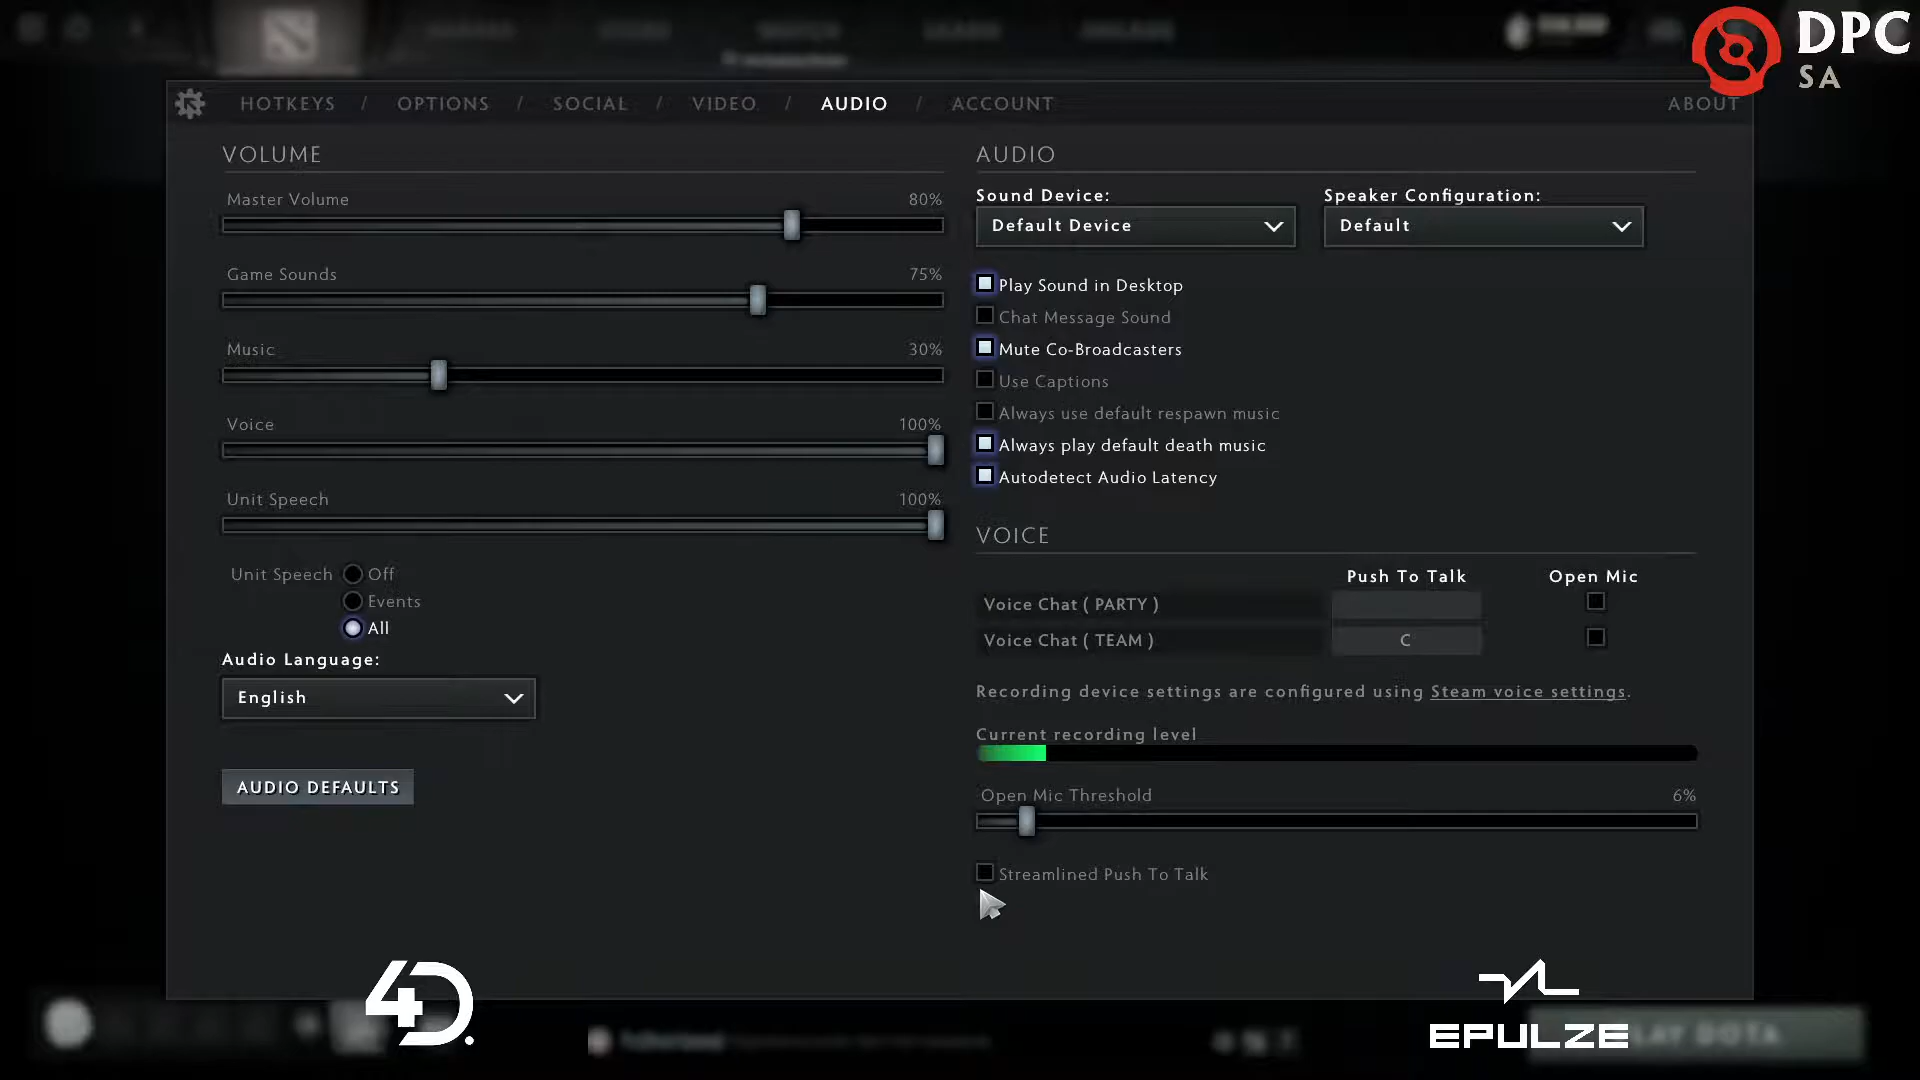 DPC
SA
HOTKEYS / OPTIONS / SOCIAL / VIDEO / AUDIO / ACCOUNT
ABOUT
VOLUME
Master Volume 80%
Game Sounds 75%
Music 30%
Voice 100%
Unit Speech 100%
Unit Speech Off
Events
All
Audio Language:
English
AUDIO DEFAULTS
AUDIO
Sound Device: Speaker Configuration:
Default Device Default
Play Sound in Desktop
Chat Message Sound
Mute Co-Broadcasters
Use Captions
Always use default respawn music
Always play default death music
Autodetect Audio Latency
VOICE
Push To Talk Open Mic
Voice Chat ( PARTY )
Voice Chat ( TEAM ) C
Recording device settings are configured using Steam voice settings.
Current recording level
Open Mic Threshold 6%
Streamlined Push To Talk
4D.
EPULZE
DOTA